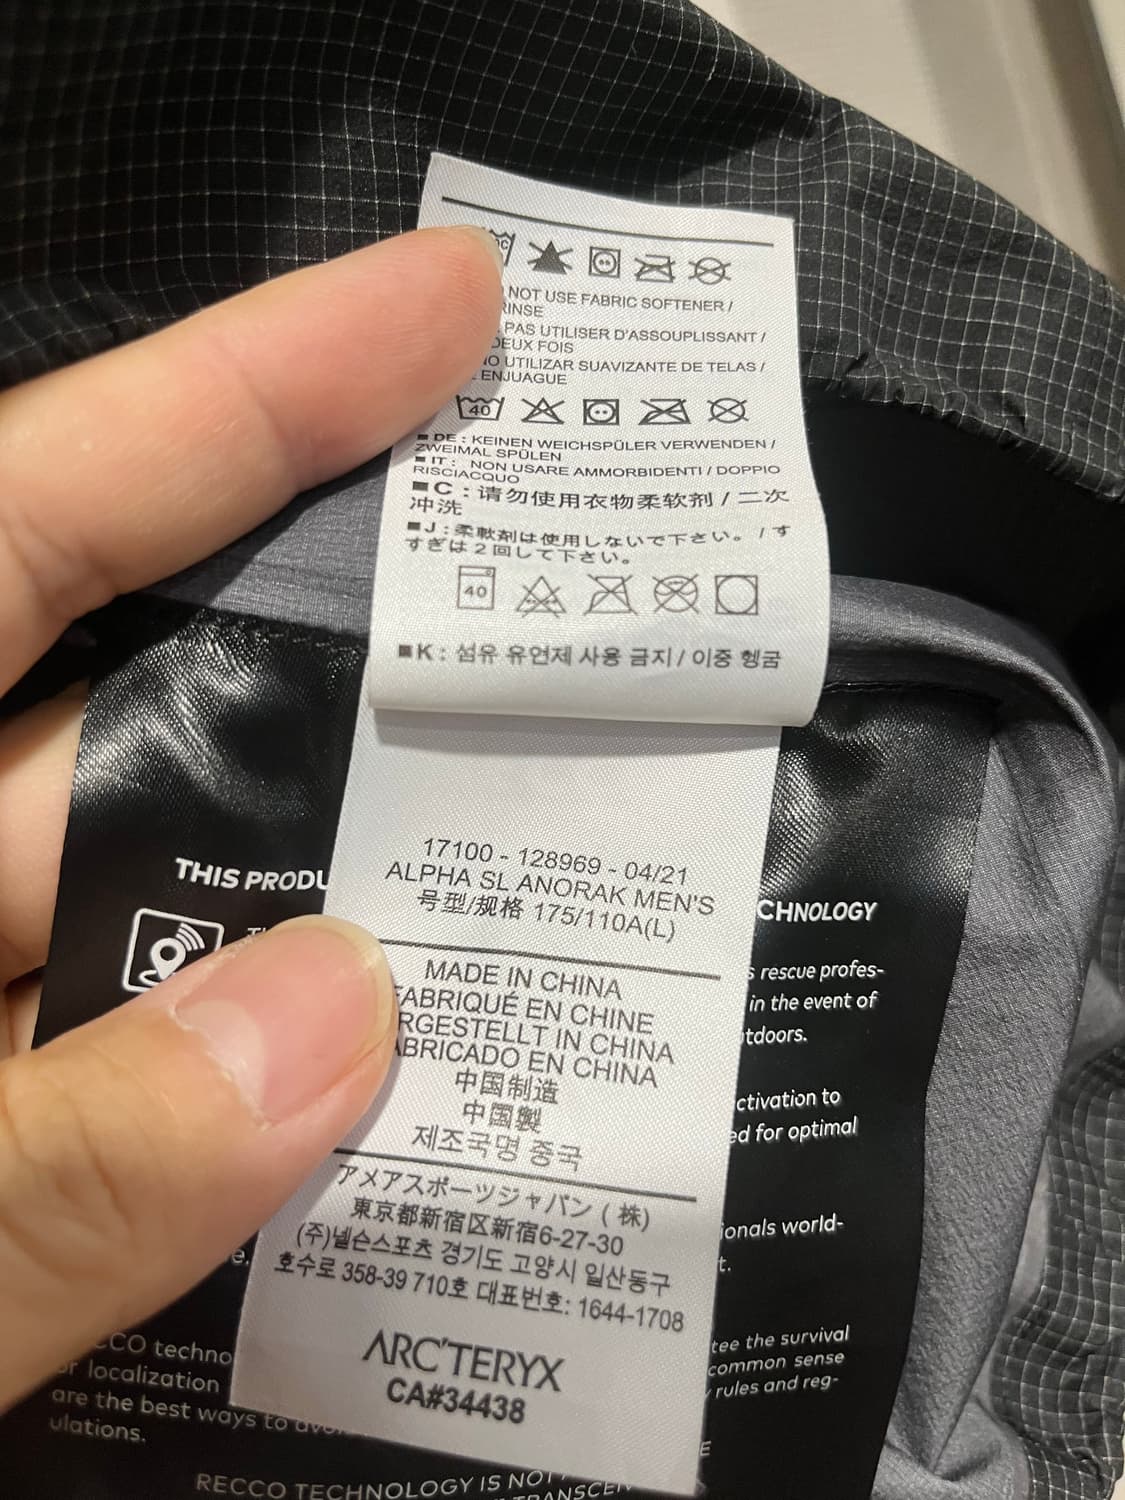 DC
NOT USE FABRIC SOFTENER /
RINSE
PAS UTILISER D'ASSOUPLISSANT /
DEUX FOIS
NO UTILIZAR SUAVIZANTE DE TELAS /
ENJUAGUE
40
■ DE : KEINEN WEICHSPÜLER VERWENDEN /
ZWEIMAL SPÜLEN
■ IT : NON USARE AMMORBIDENTI / DOPPIO
RISCIACQUO
■C : 请勿使用衣物柔软剂 / 二次
冲洗
■J : 柔軟剤は使用しないで下さい。 / す
すぎは2回して下さい。
40
■K : 섬유 유연제 사용 금지 / 이중 헹굼
17100 - 128969 - 04/21
ALPHA SL ANORAK MEN'S
号型/规格 175/110A(L)
MADE IN CHINA
FABRIQUÉ EN CHINE
RGESTELLT IN CHINA
ABRICADO EN CHINA
中国制造
中国製
제조국명 중국
アメアスポーツジャパン ( 株)
東京都新宿区新宿6-27-30
(주)넬슨스포츠 경기도 고양시 일산동구
호수로 358-39 710호 대표번호: 1644-1708
ARC'TERYX
CA#34438
THIS PRODU
CHNOLOGY
s rescue profes-
in the event of
tdoors.
ctivation to
ed for optimal
ionals world-
t.
e.
tee the survival
common sense
rules and reg-
CCO techno
or localization
are the best ways to avoi
ulations.
RECCO TECHNOLOGY IS NOT
TRANSCEI